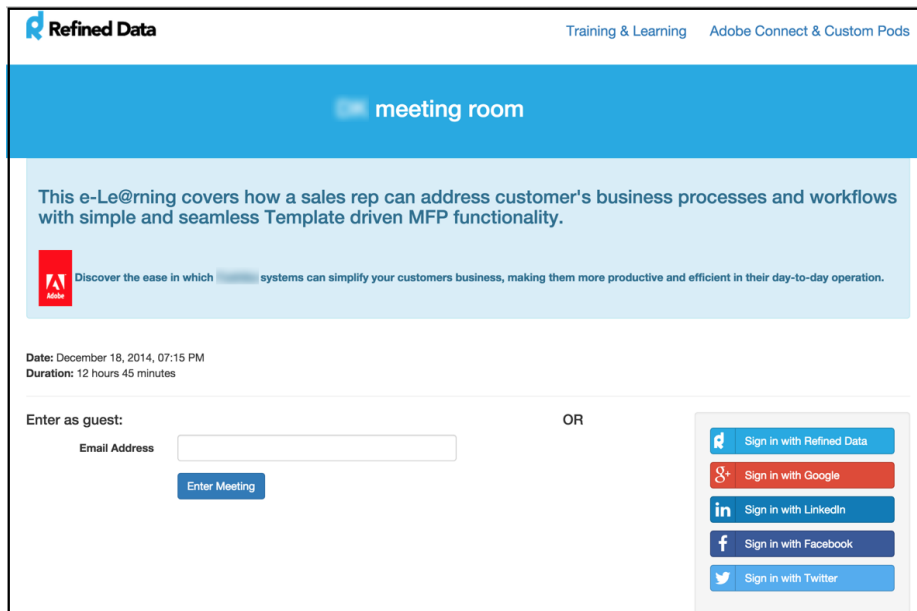 Refined Data
Training & Learning Adobe Connect & Custom Pods
meeting room
This e-Le@rning covers how a sales rep can address customer's business processes and workflows
with simple and seamless Template driven MFP functionality.
Adobe
Discover the ease in which systems can simplify your customers business, making them more productive and efficient in their day-to-day operation.
Date: December 18, 2014, 07:15 PM
Duration: 12 hours 45 minutes
Enter as guest:
Email Address
Enter Meeting
OR
Sign in with Refined Data
g+ Sign in with Google
in Sign in with LinkedIn
f Sign in with Facebook
Sign in with Twitter